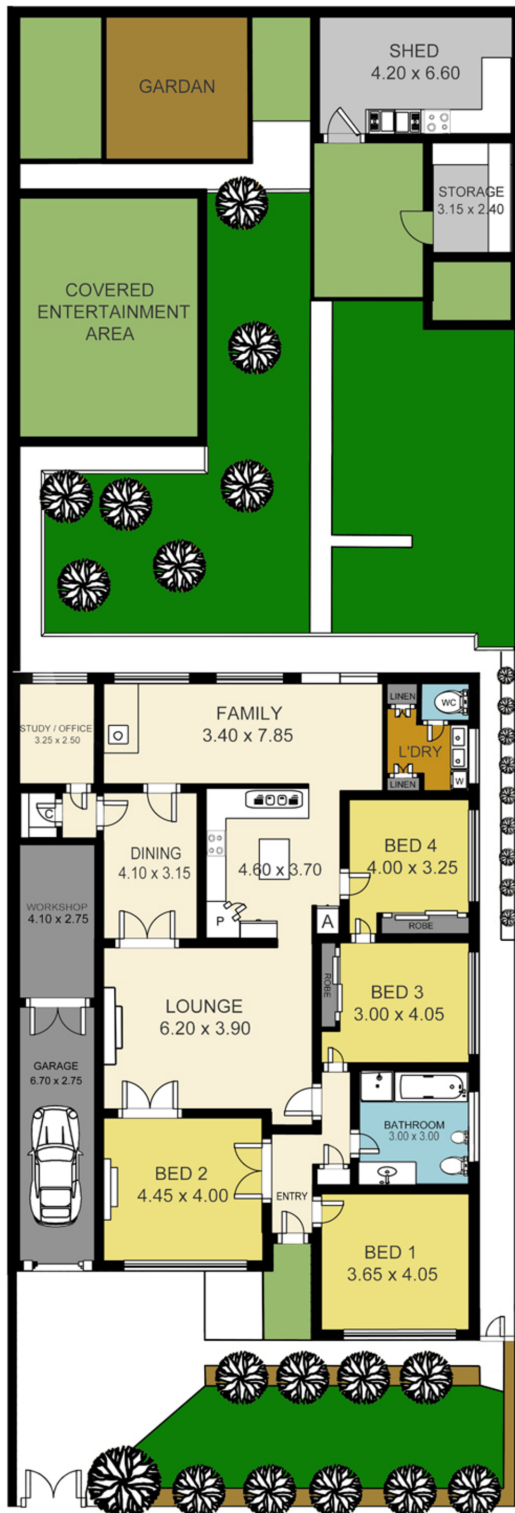 GARDAN
SHED
4.20 x 6.60
STORAGE
3.15 x 2.40
COVERED
ENTERTAINMENT
AREA
STUDY / OFFICE
3.25 x 2.50
FAMILY
3.40 x 7.85
LINEN
WC
L'DRY
W
LINEN
C
DINING
4.10 x 3.15
4.60 x 3.70
P
A
BED 4
4.00 x 3.25
ROBE
WORKSHOP
4.10 x 2.75
LOUNGE
6.20 x 3.90
ROBE
BED 3
3.00 x 4.05
GARAGE
6.70 x 2.75
BED 2
4.45 x 4.00
BATHROOM
3.00 x 3.00
ENTRY
BED 1
3.65 x 4.05